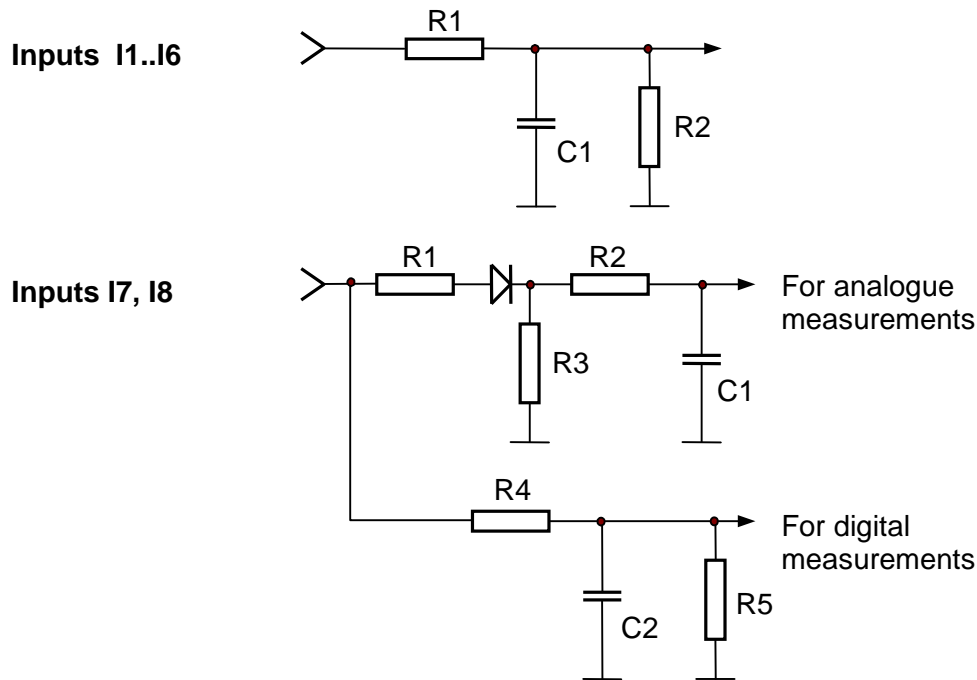 R1
Inputs I1..I6
R2
C1
R1
R2
Inputs I7, I8
For analogue
measurements
R3
C1
R4
For digital
measurements
R5
C2